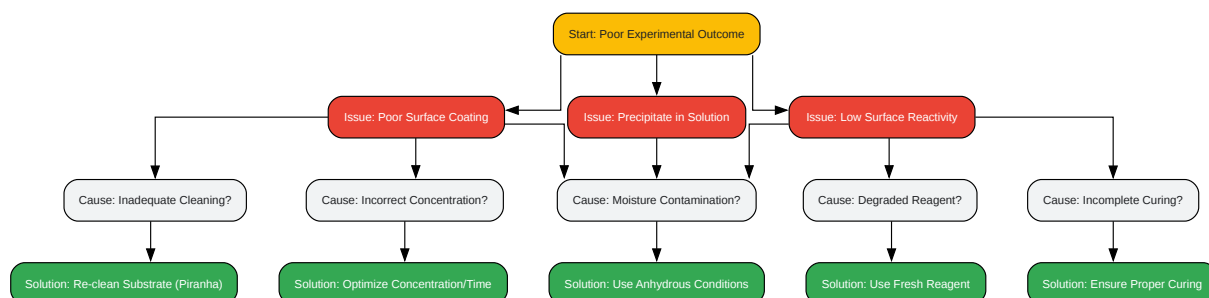 Start: Poor Experimental Outcome
Issue: Poor Surface Coating
Issue: Precipitate in Solution
Issue: Low Surface Reactivity
Cause: Inadequate Cleaning?
Cause: Incorrect Concentration?
Cause: Moisture Contamination?
Cause: Degraded Reagent?
Cause: Incomplete Curing?
Solution: Re-clean Substrate (Piranha)
Solution: Optimize Concentration/Time
Solution: Use Anhydrous Conditions
Solution: Use Fresh Reagent
Solution: Ensure Proper Curing